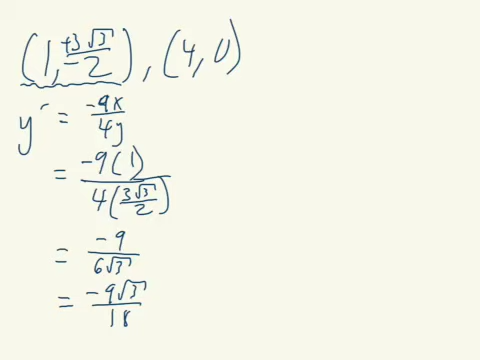 (1, ±3√3/2), (4, 0)
y′ = -9x/4y
= -9(1)/4(3√3/2)
= -9/6√3
= -9√3/18